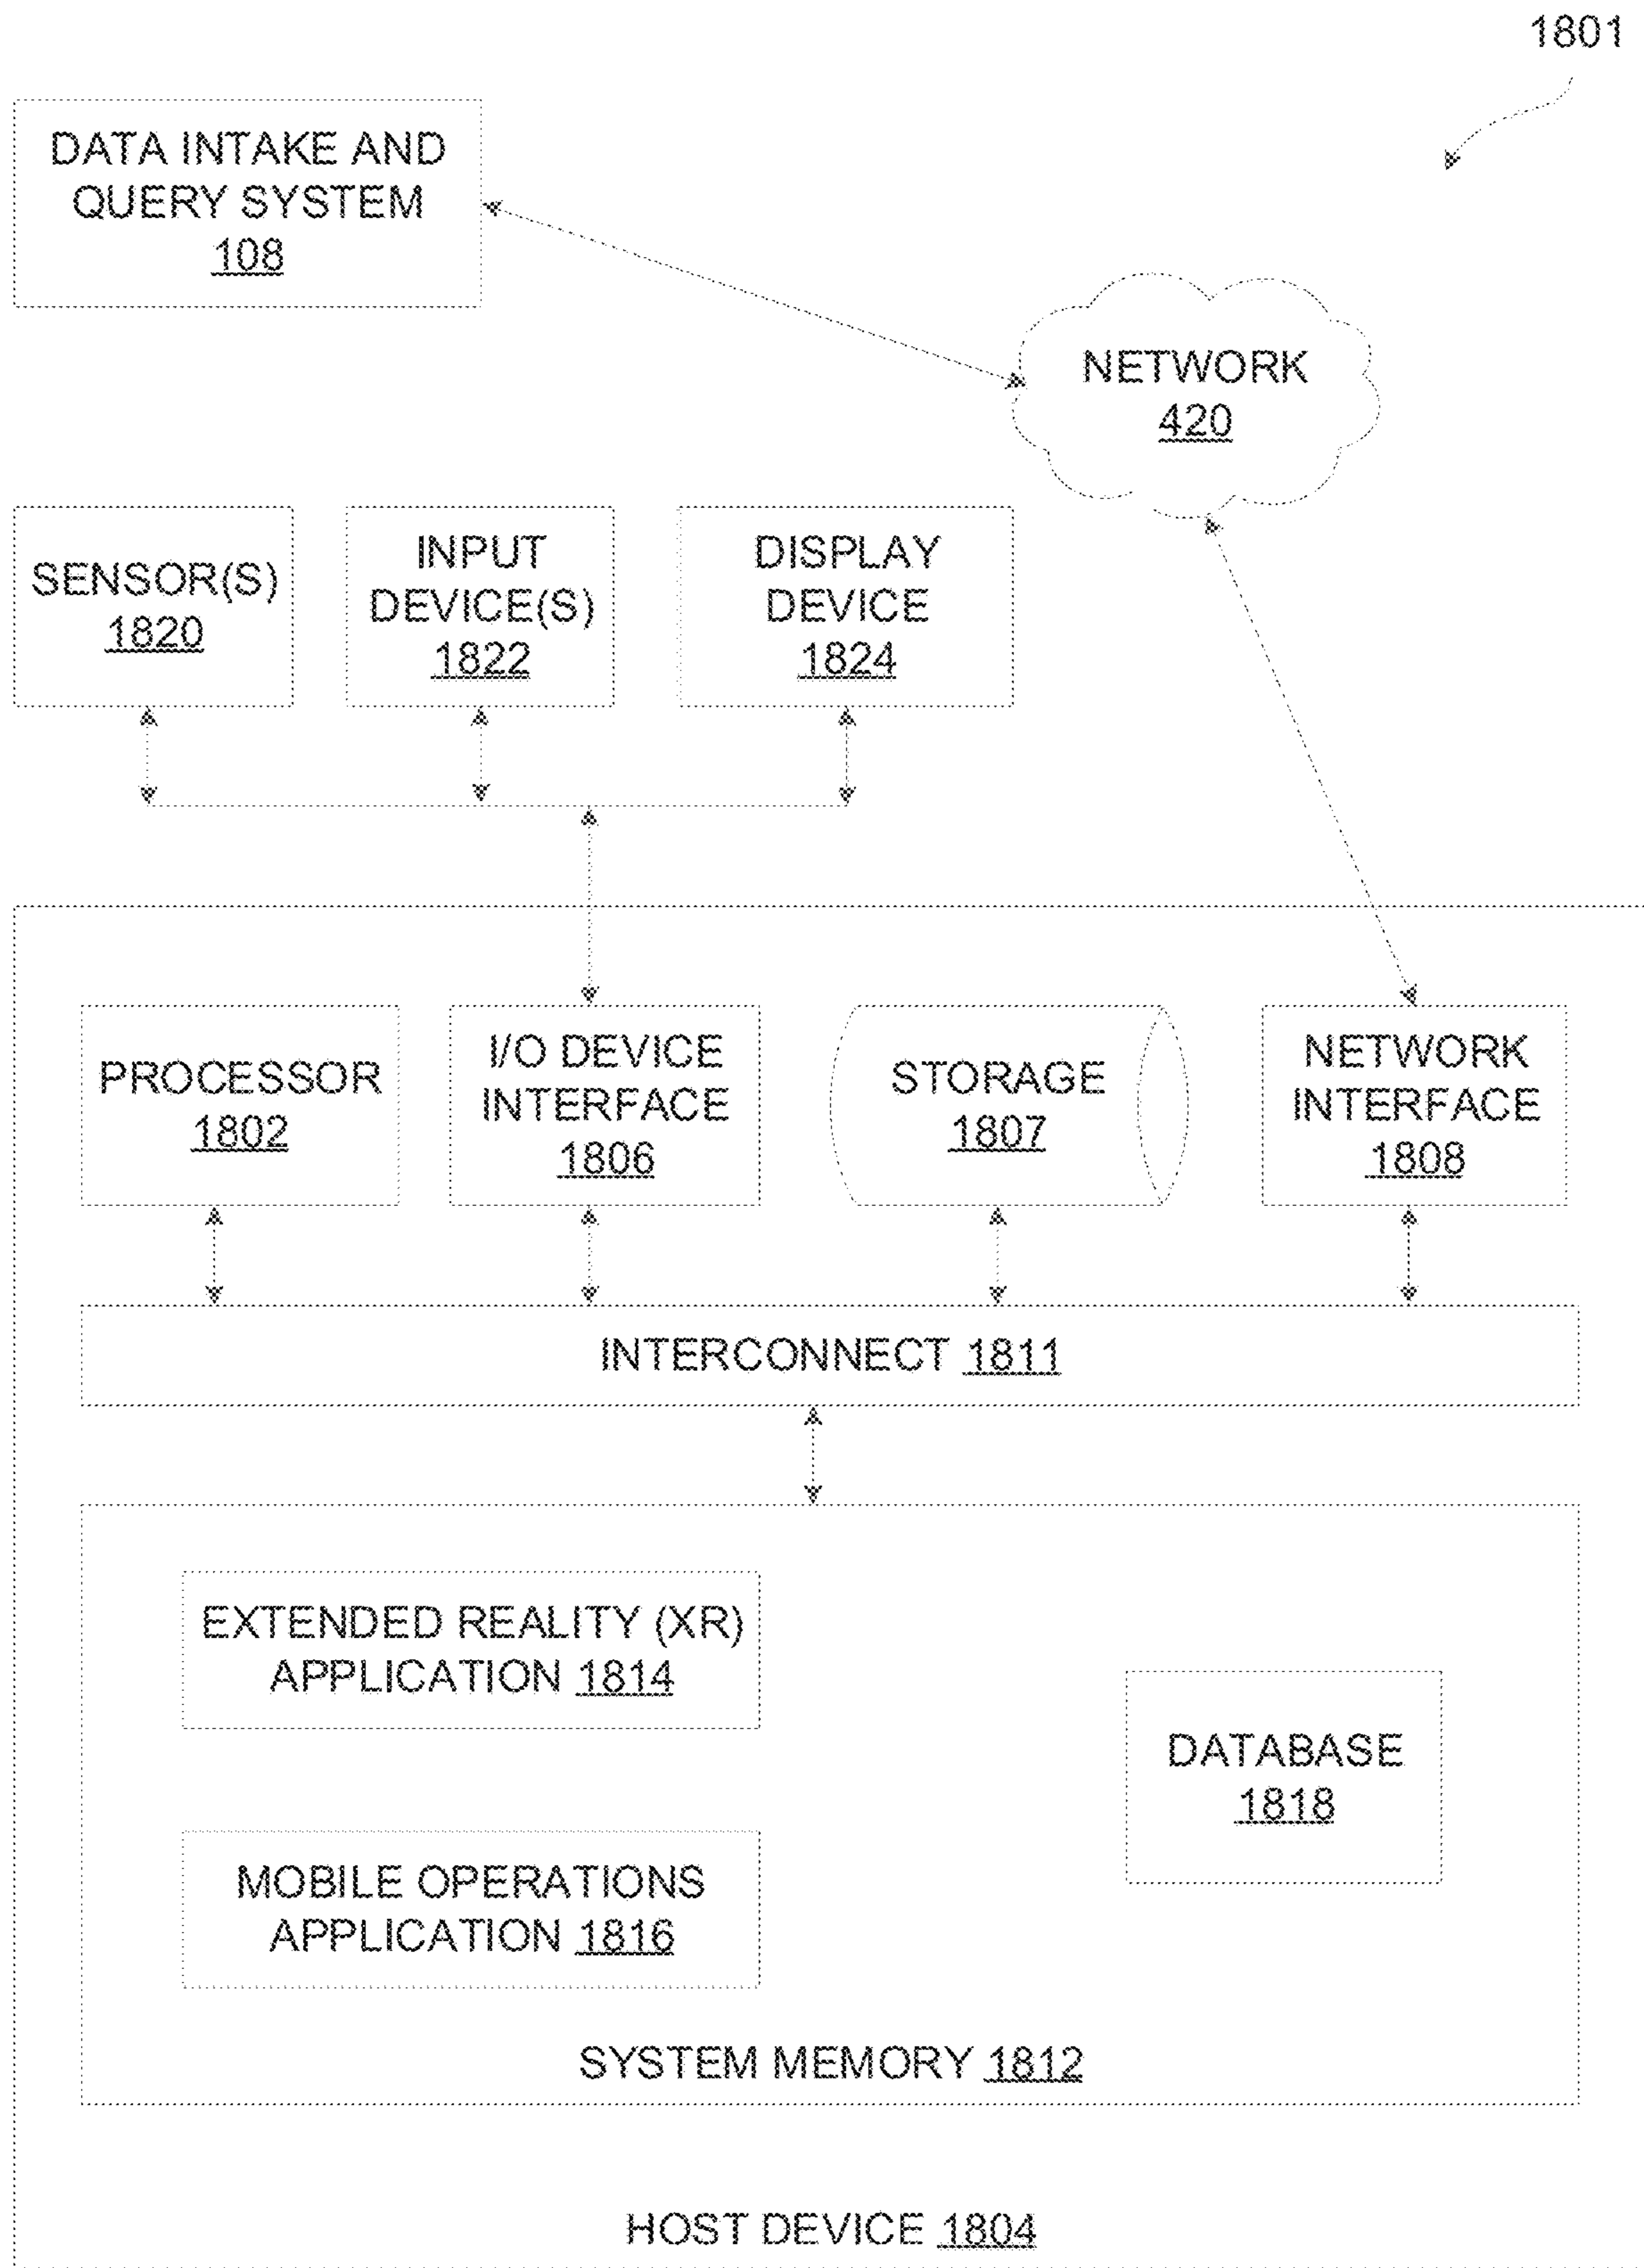 1801
DATA INTAKE AND
QUERY SYSTEM
108
NETWORK
420
SENSOR(S)
1820
INPUT
DEVICE(S)
1822
DISPLAY
DEVICE
1824
PROCESSOR
1802
I/O DEVICE
INTERFACE
1806
STORAGE
1807
NETWORK
INTERFACE
1808
INTERCONNECT 1811
EXTENDED REALITY (XR)
APPLICATION 1814
DATABASE
1818
MOBILE OPERATIONS
APPLICATION 1816
SYSTEM MEMORY 1812
HOST DEVICE 1804